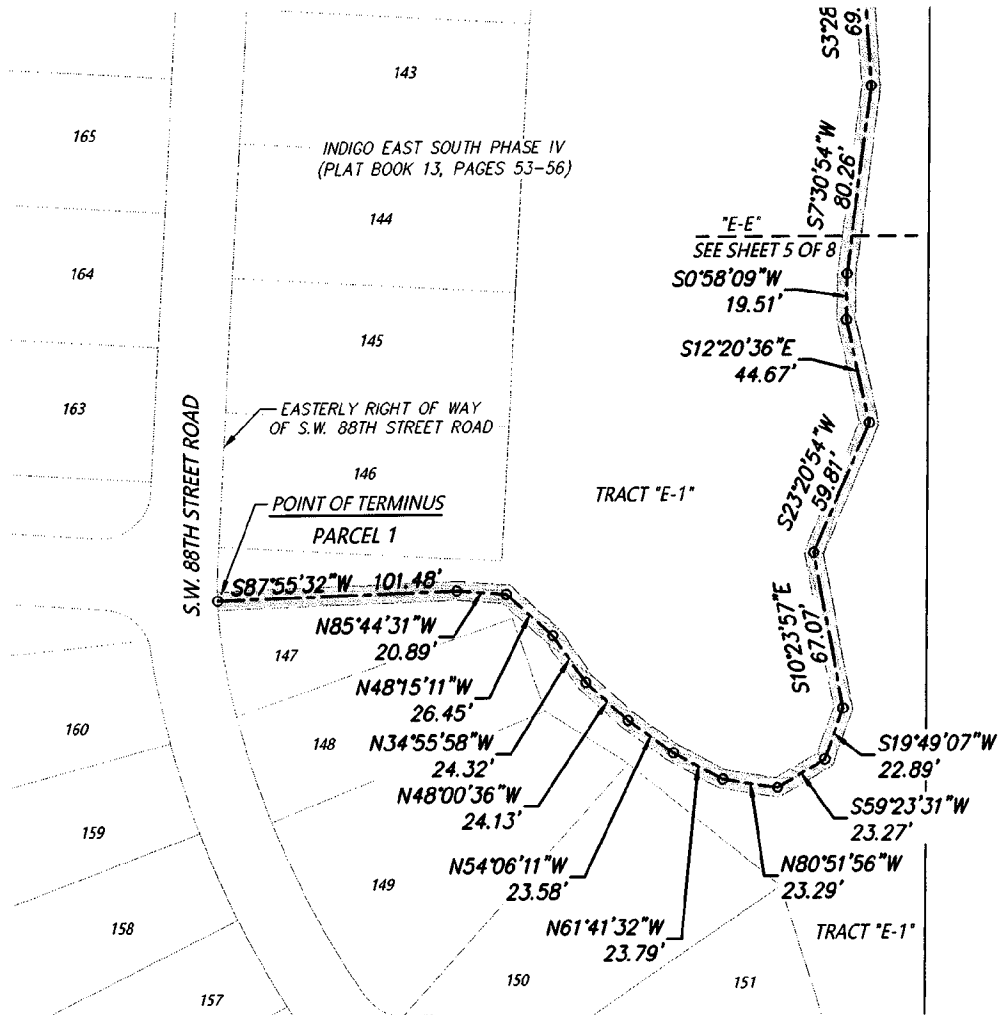 S3°28
69.
143
165
INDIGO EAST SOUTH PHASE IV
(PLAT BOOK 13, PAGES 53-56)
S7°30'54"W
80.26'
144
"E-E"
SEE SHEET 5 OF 8
164
S0°58'09"W
19.51'
145
S12°20'36"E
44.67'
163
EASTERLY RIGHT OF WAY
OF S.W. 88TH STREET ROAD
S.W. 88TH STREET ROAD
146
S23°20'54"W
59.81'
TRACT "E-1"
POINT OF TERMINUS
PARCEL 1
S87°55'32"W 101.48'
N85°44'31"W
20.89'
147
S10°23'57"E
67.07'
N48°15'11"W
26.45'
160
148
N34°55'58"W
24.32'
S19°49'07"W
22.89'
N48°00'36"W
24.13'
S59°23'31"W
23.27'
159
N54°06'11"W
23.58'
N80°51'56"W
23.29'
149
N61°41'32"W
23.79'
158
TRACT "E-1"
150
151
157